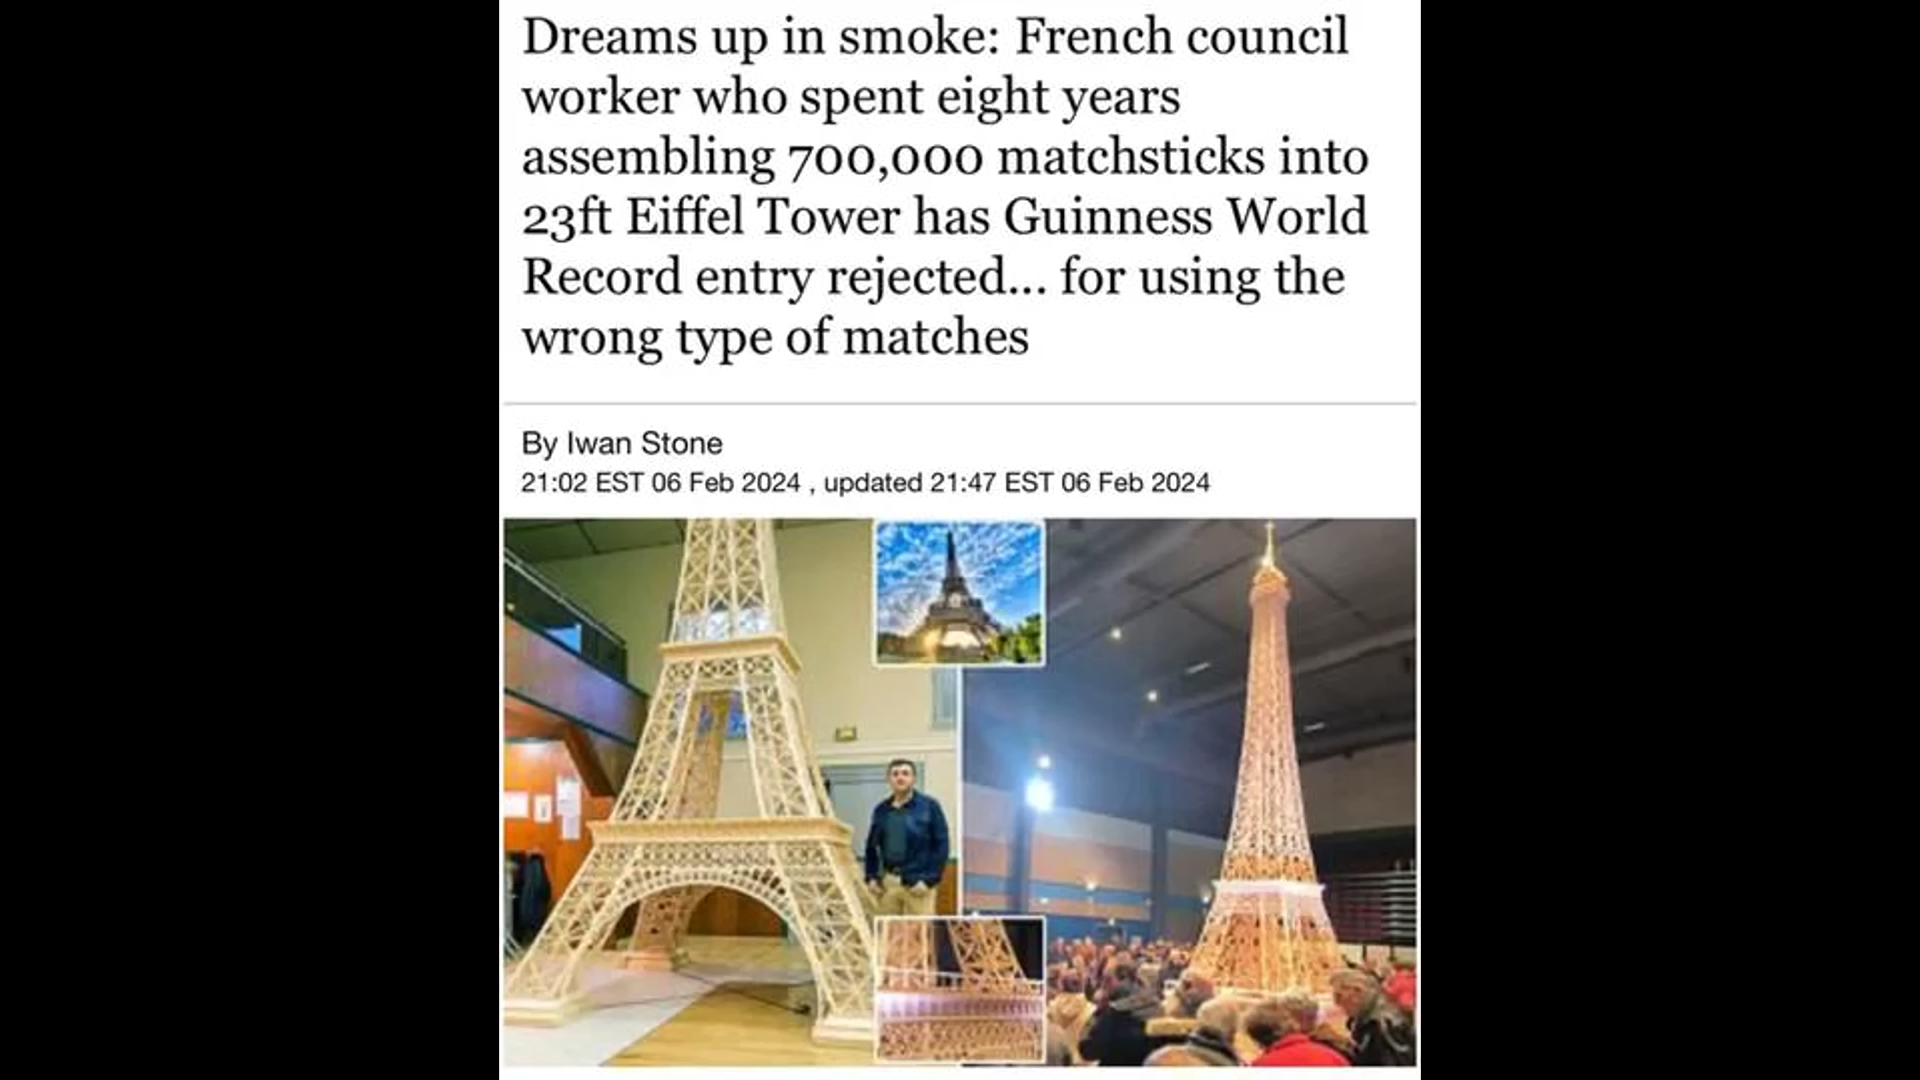 Dreams up in smoke: French council
worker who spent eight years
assembling 700,000 matchsticks into
23ft Eiffel Tower has Guinness World
Record entry rejected... for using the
wrong type of matches
By Iwan Stone
21:02 EST 06 Feb 2024 , updated 21:47 EST 06 Feb 2024